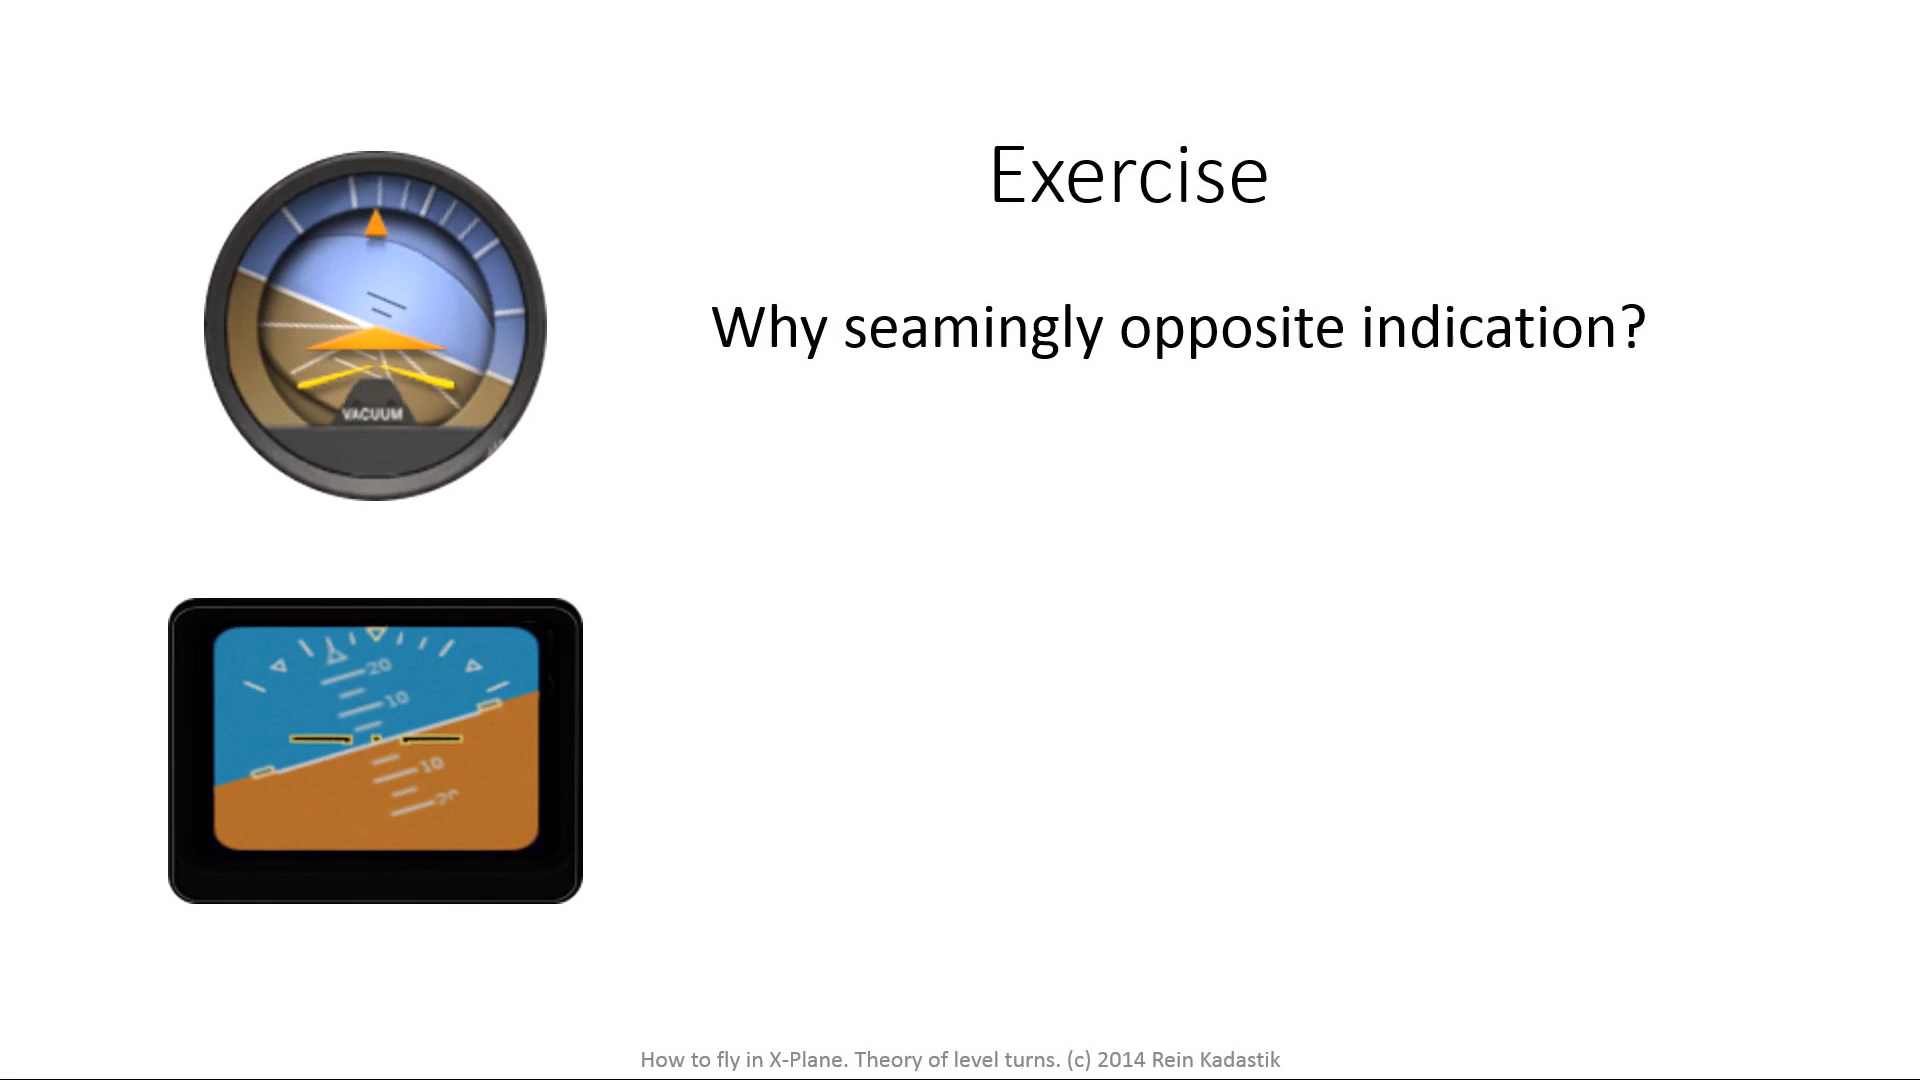 Exercise
Why seamingly opposite indication?
VACUUM
20
10
10
How to fly in X-Plane. Theory of level turns. (c) 2014 Rein Kadastik